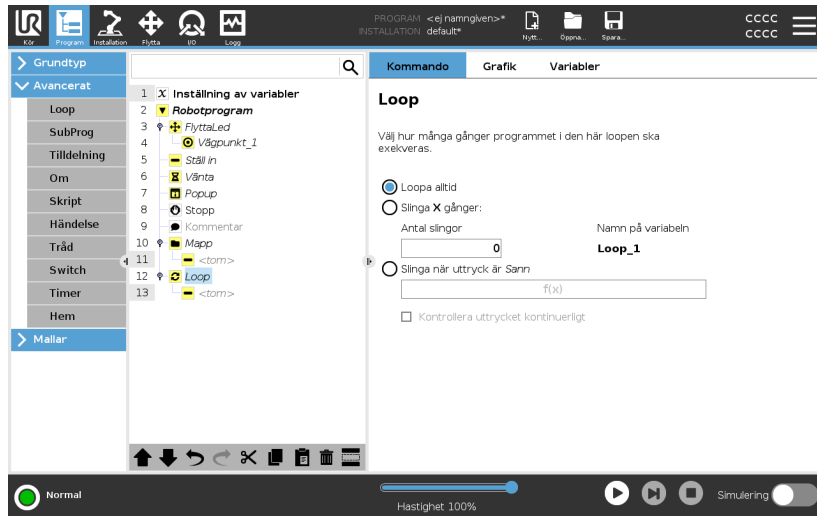 PROGRAM <ej namngiven>*
INSTALLATION default*
CCCC
CCCC
UR
Kör
Program
Installation
Flytta
I/O
Logg
Nytt...
Öppna...
Spara...
Grundtyp
Avancerat
Loop
SubProg
Tilldelning
Om
Skript
Händelse
Tråd
Switch
Timer
Hem
Mallar
1 X Inställning av variabler
2 Robotprogram
3 FlyttaLed
4 Vägpunkt_1
5 Ställ in
6 Vänta
7 Popup
8 Stopp
9 Kommentar
10 Mapp
11 <tom>
12 Loop
13 <tom>
Kommando
Grafik
Variabler
Loop
Välj hur många gånger programmet i den här loopen ska
exekveras.
Loopa alltid
Slinga X gånger:
Antal slingor
Namn på variabeln
0
Loop_1
Slinga när uttryck är Sann
f(x)
Kontrollera uttrycket kontinuerligt
Normal
Hastighet 100%
Simulering